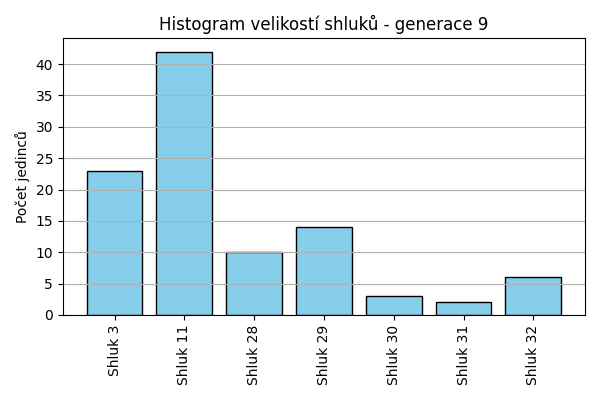 Histogram velikostí shluků - generace 9
Počet jedinců
40
35
30
25
20
15
10
5
0
Shluk 3
Shluk 11
Shluk 28
Shluk 29
Shluk 30
Shluk 31
Shluk 32